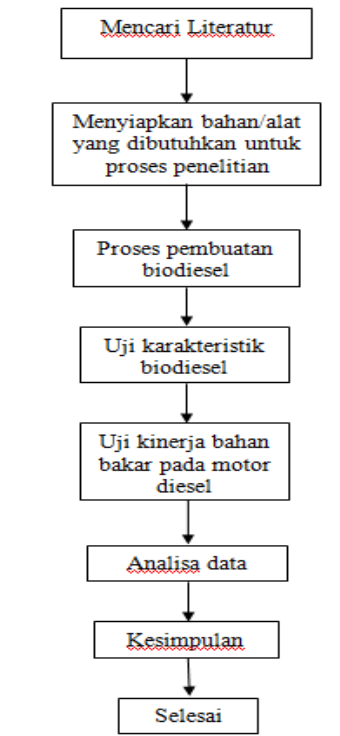 Mencari Literatur
Menyiapkan bahan/alat
yang dibutuhkan untuk
proses penelitian
Proses pembuatan
biodiesel
Uji karakteristik
biodiesel
Uji kinerja bahan
bakar pada motor
diesel
Analisa data
Kesimpulan
Selesai